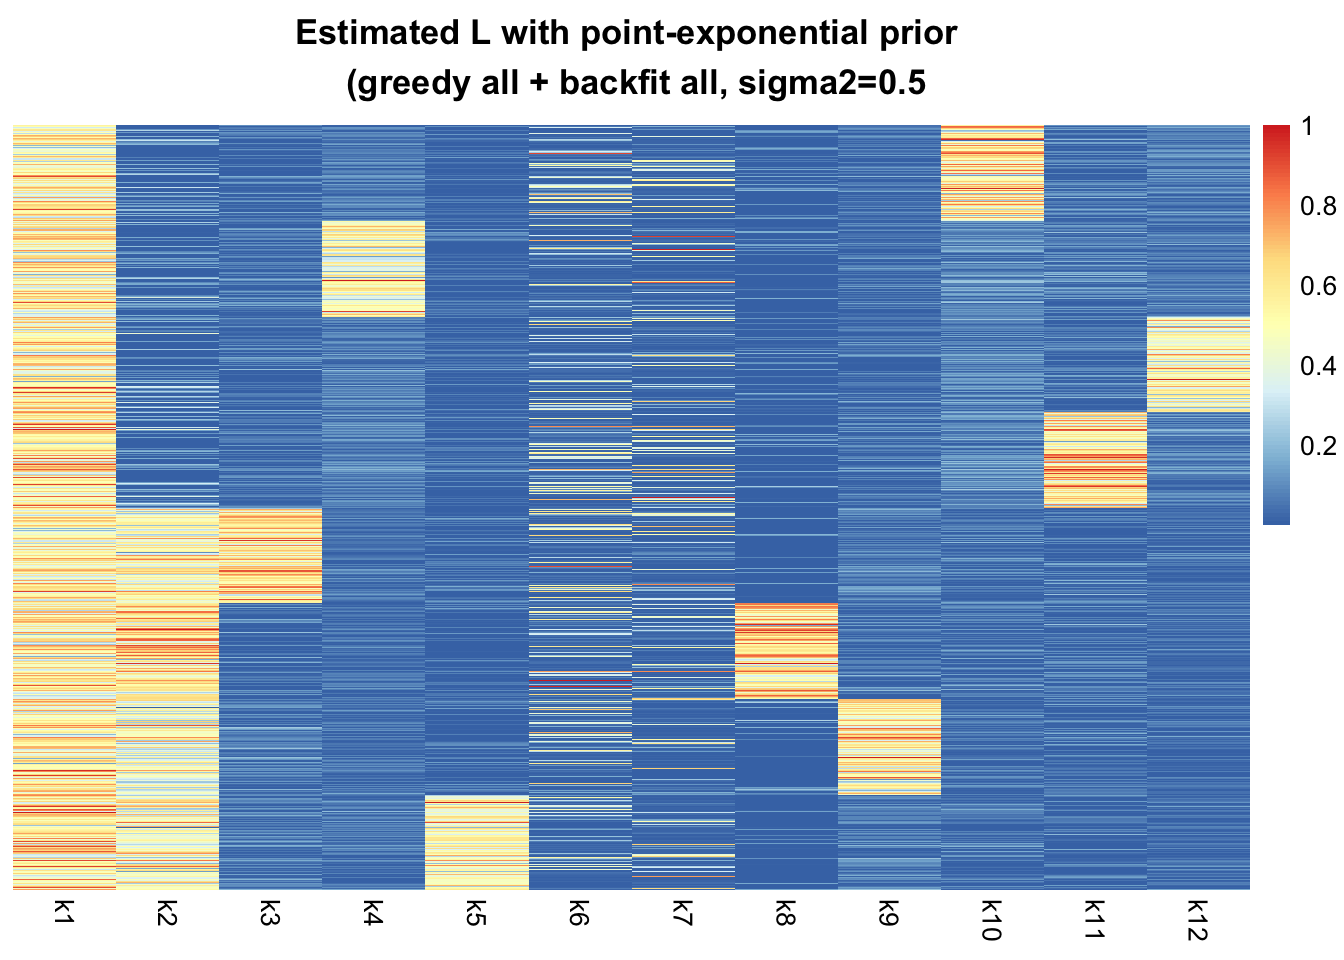 Estimated L with point-exponential prior
(greedy all + backfit all, sigma2=0.5
1
0.8
0.6
0.4
0.2
k1
k2
k3
k4
k5
k6
k7
k8
k9
k10
k11
k12